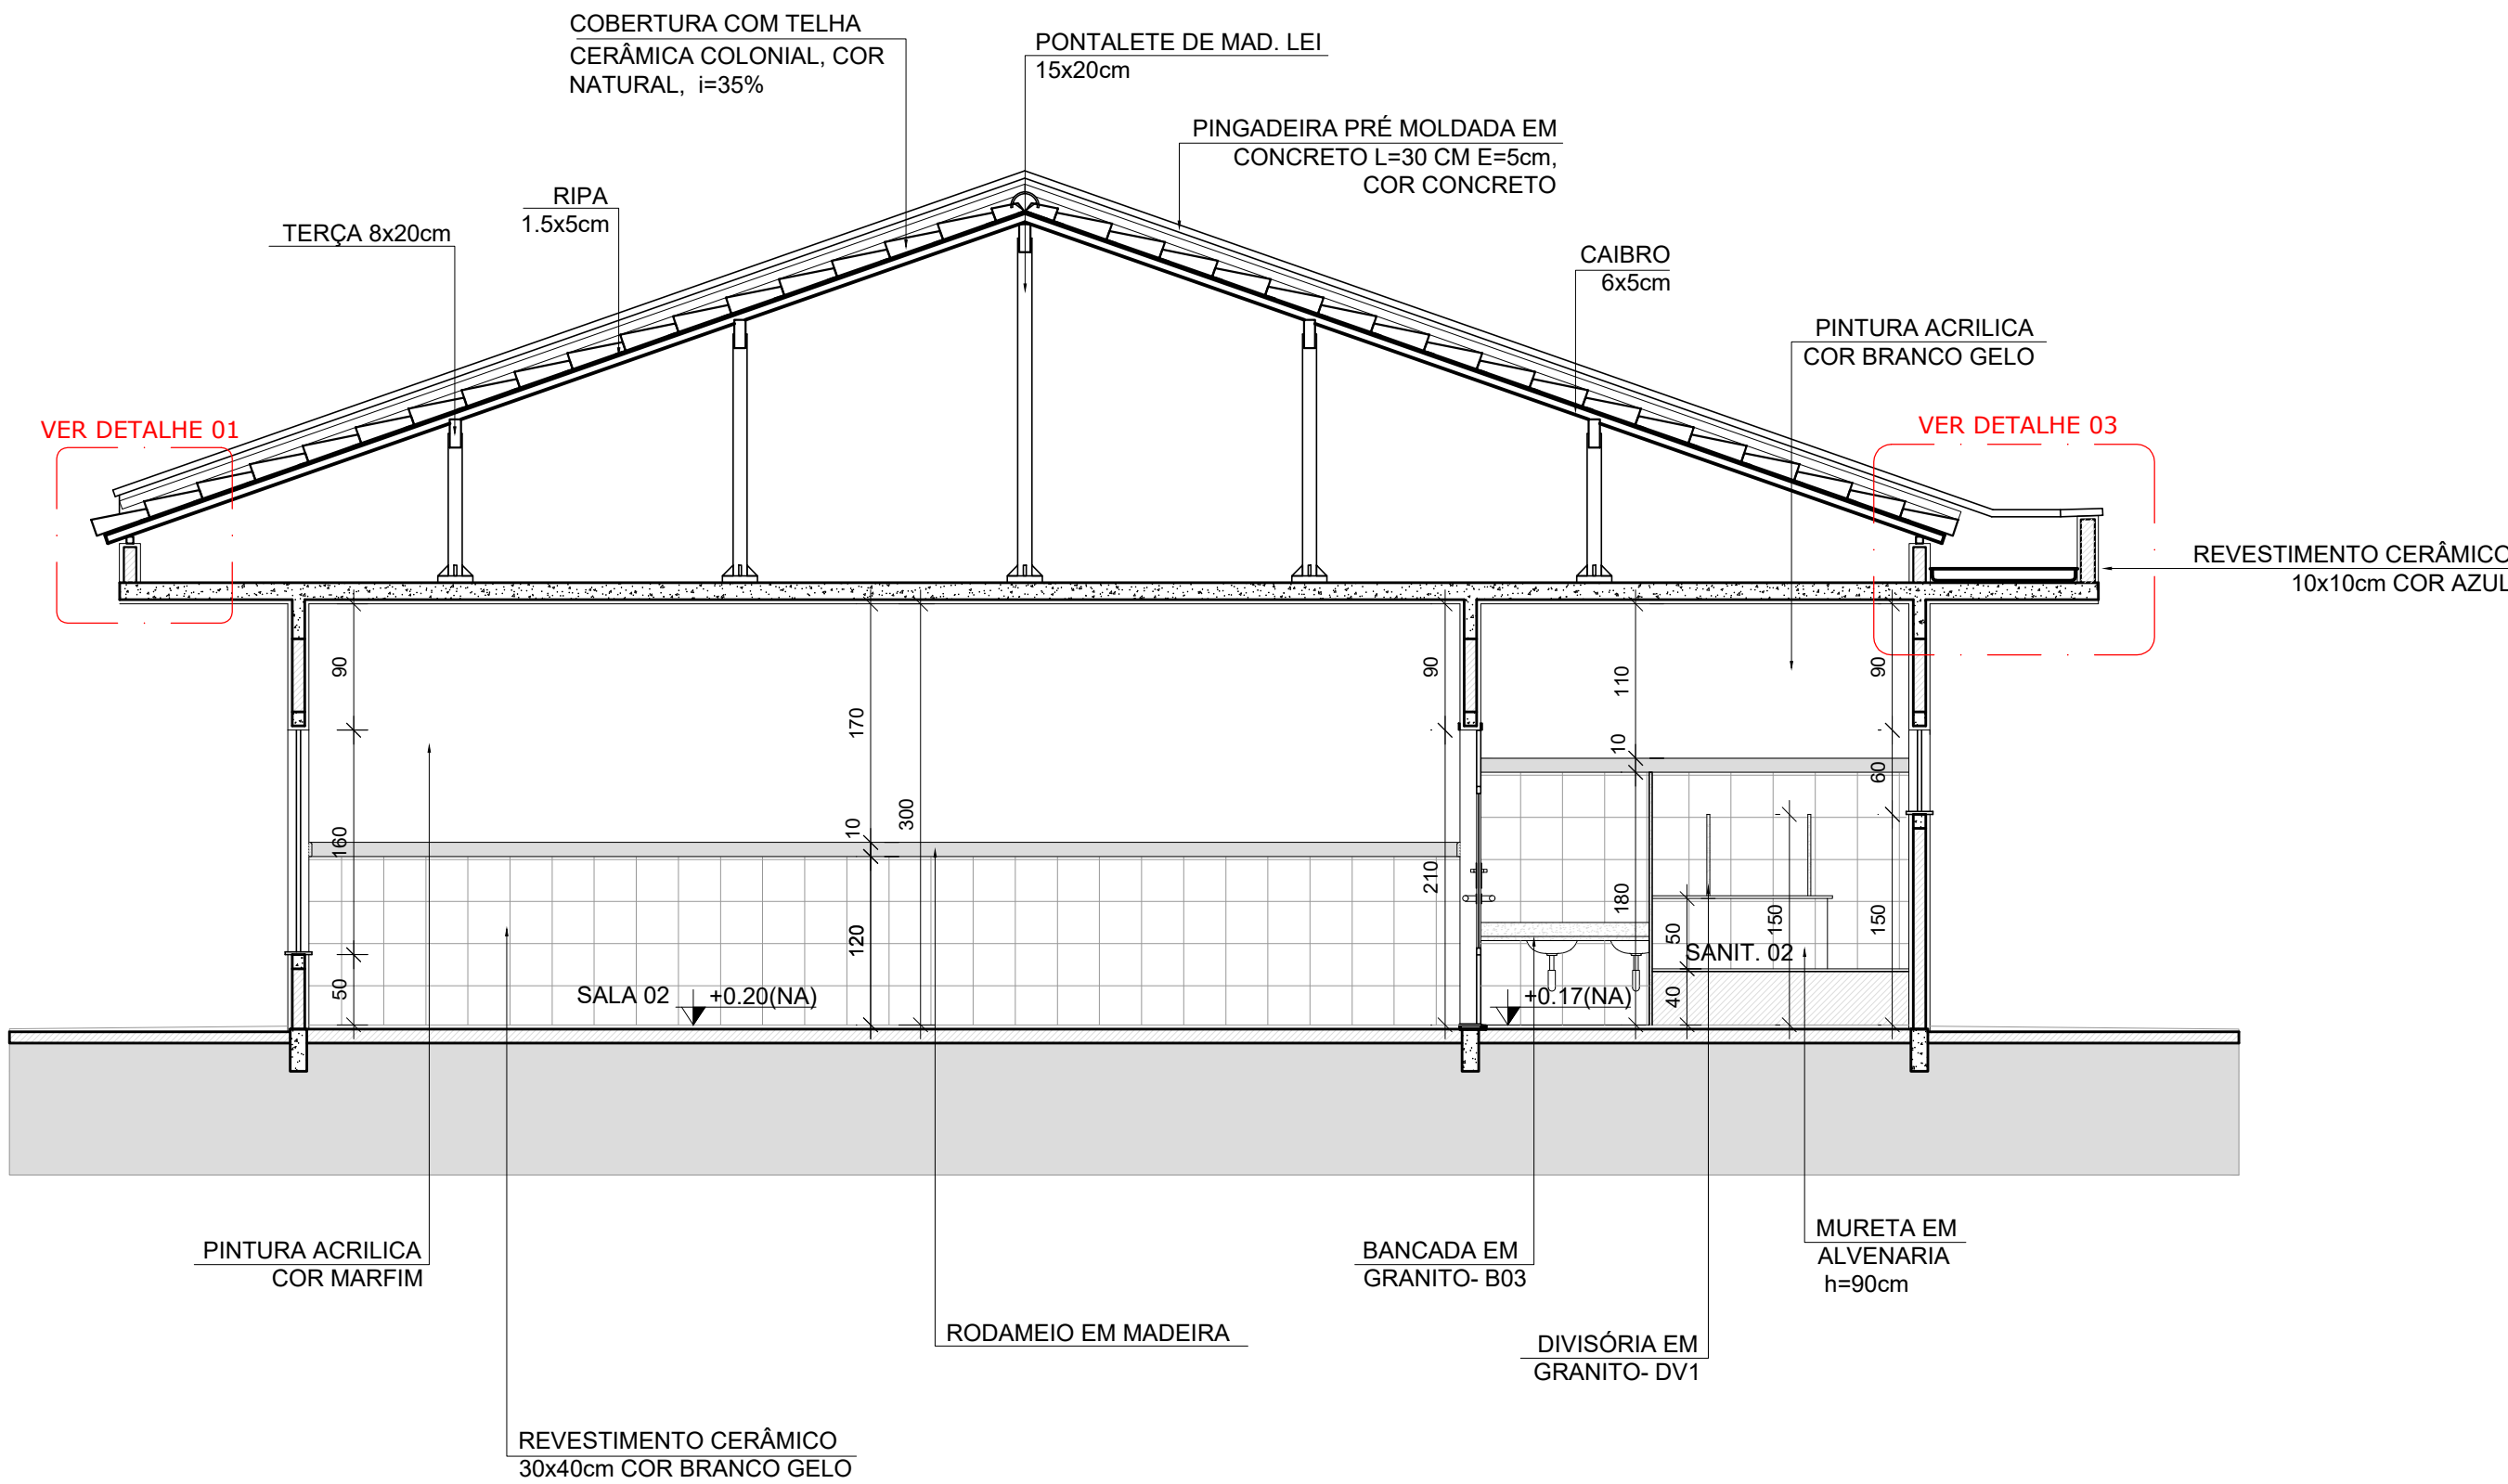 COBERTURA COM TELHA
CERÂMICA COLONIAL, COR
NATURAL, i=35%
PONTALETE DE MAD. LEI
15x20cm
PINGADEIRA PRÉ MOLDADA EM
CONCRETO L=30 CM E=5cm,
COR CONCRETO
RIPA
1.5x5cm
TERÇA 8x20cm
CAIBRO
6x5cm
PINTURA ACRILICA
COR BRANCO GELO
VER DETALHE 01
VER DETALHE 03
REVESTIMENTO CERÂMICO
10x10cm COR AZUL
90
160
50
170
10
120
300
90
210
110
10
180
50
40
150
90
60
150
SALA 02
+0.20(NA)
+0.17(NA)
SANIT. 02
PINTURA ACRILICA
COR MARFIM
BANCADA EM
GRANITO- B03
MURETA EM
ALVENARIA
h=90cm
RODAMEIO EM MADEIRA
DIVISÓRIA EM
GRANITO- DV1
REVESTIMENTO CERÂMICO
30x40cm COR BRANCO GELO